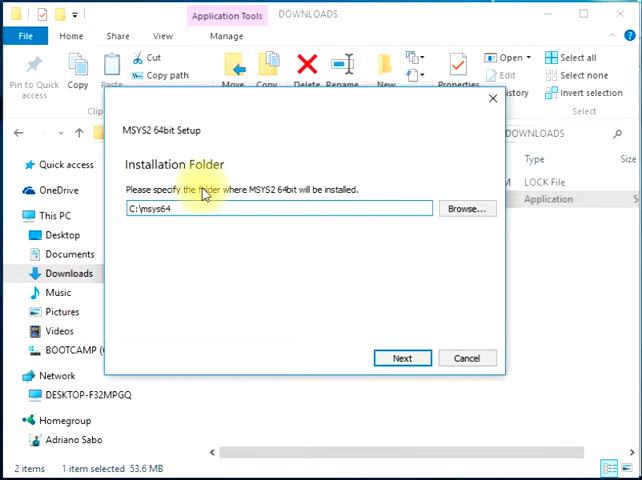 Application Tools
DOWNLOADS
File
Home
Share
View
Manage
Pin to Quick
access
Copy
Paste
Cut
Copy path
Delete
Rename
New
Properties
Open
Edit
History
Select all
Select none
Invert selection
Select
DOWNLOADS
Quick access
OneDrive
This PC
Desktop
Documents
Downloads
Music
Pictures
Videos
BOOTCAMP (
Network
DESKTOP-F32MPGQ
Homegroup
Adriano Sabo
Type
LOCK File
Application
MSYS2 64bit Setup
Installation Folder
Please specify the folder where MSYS2 64bit will be installed.
C:\msys64
Browse...
Next
Cancel
2 items
1 item selected 53.6 MB